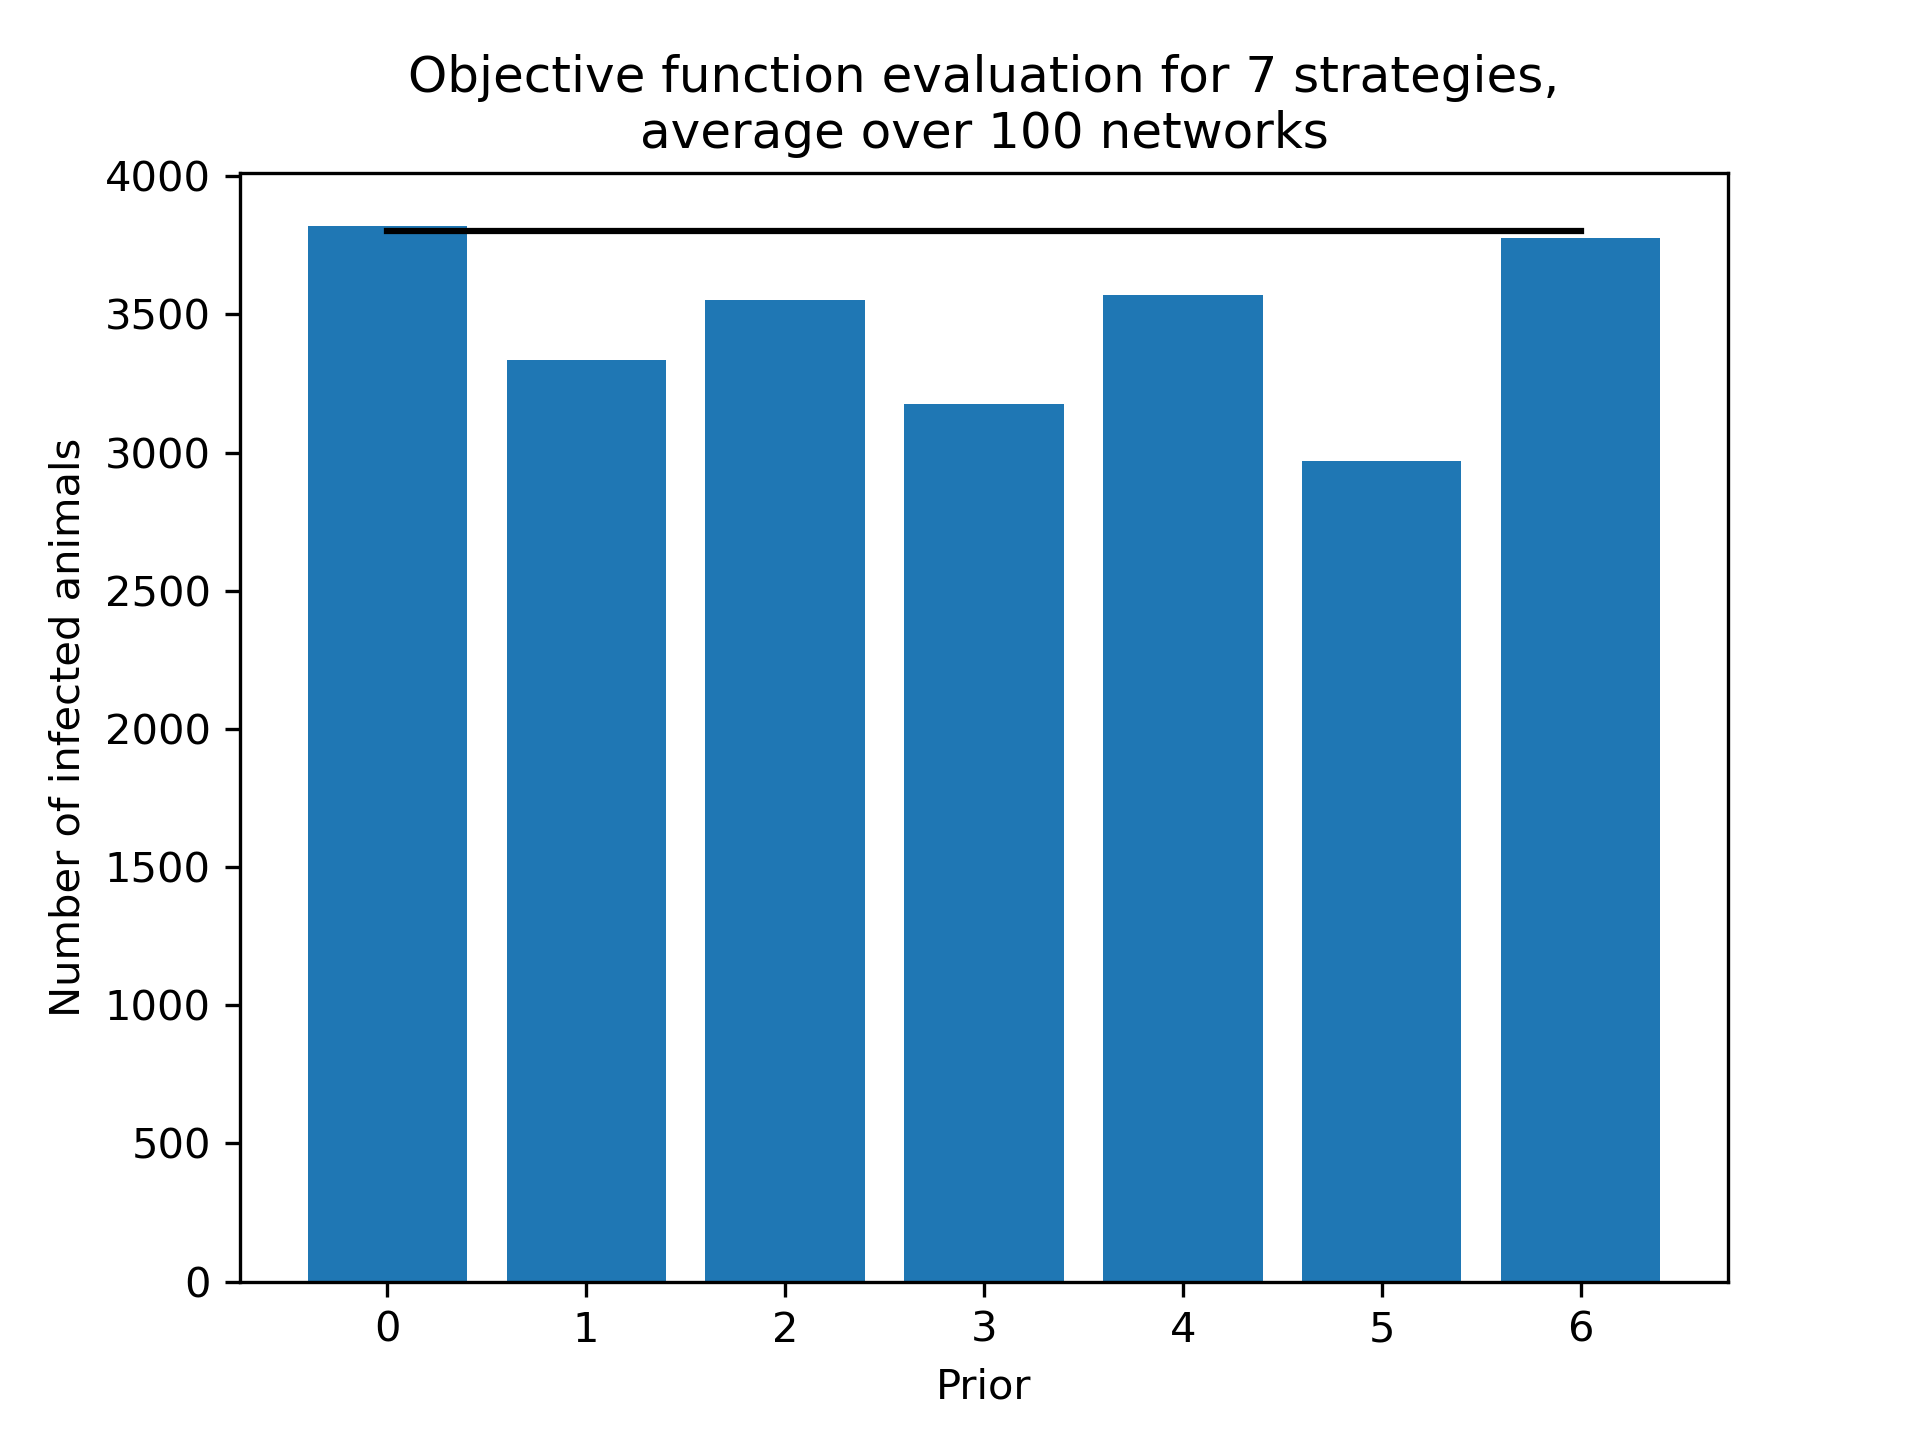 Objective function evaluation for 7 strategies,
average over 100 networks
4000
3500
3000
2500
2000
1500
1000
500
0
Number of infected animals
0 1 2 3 4 5 6
Prior